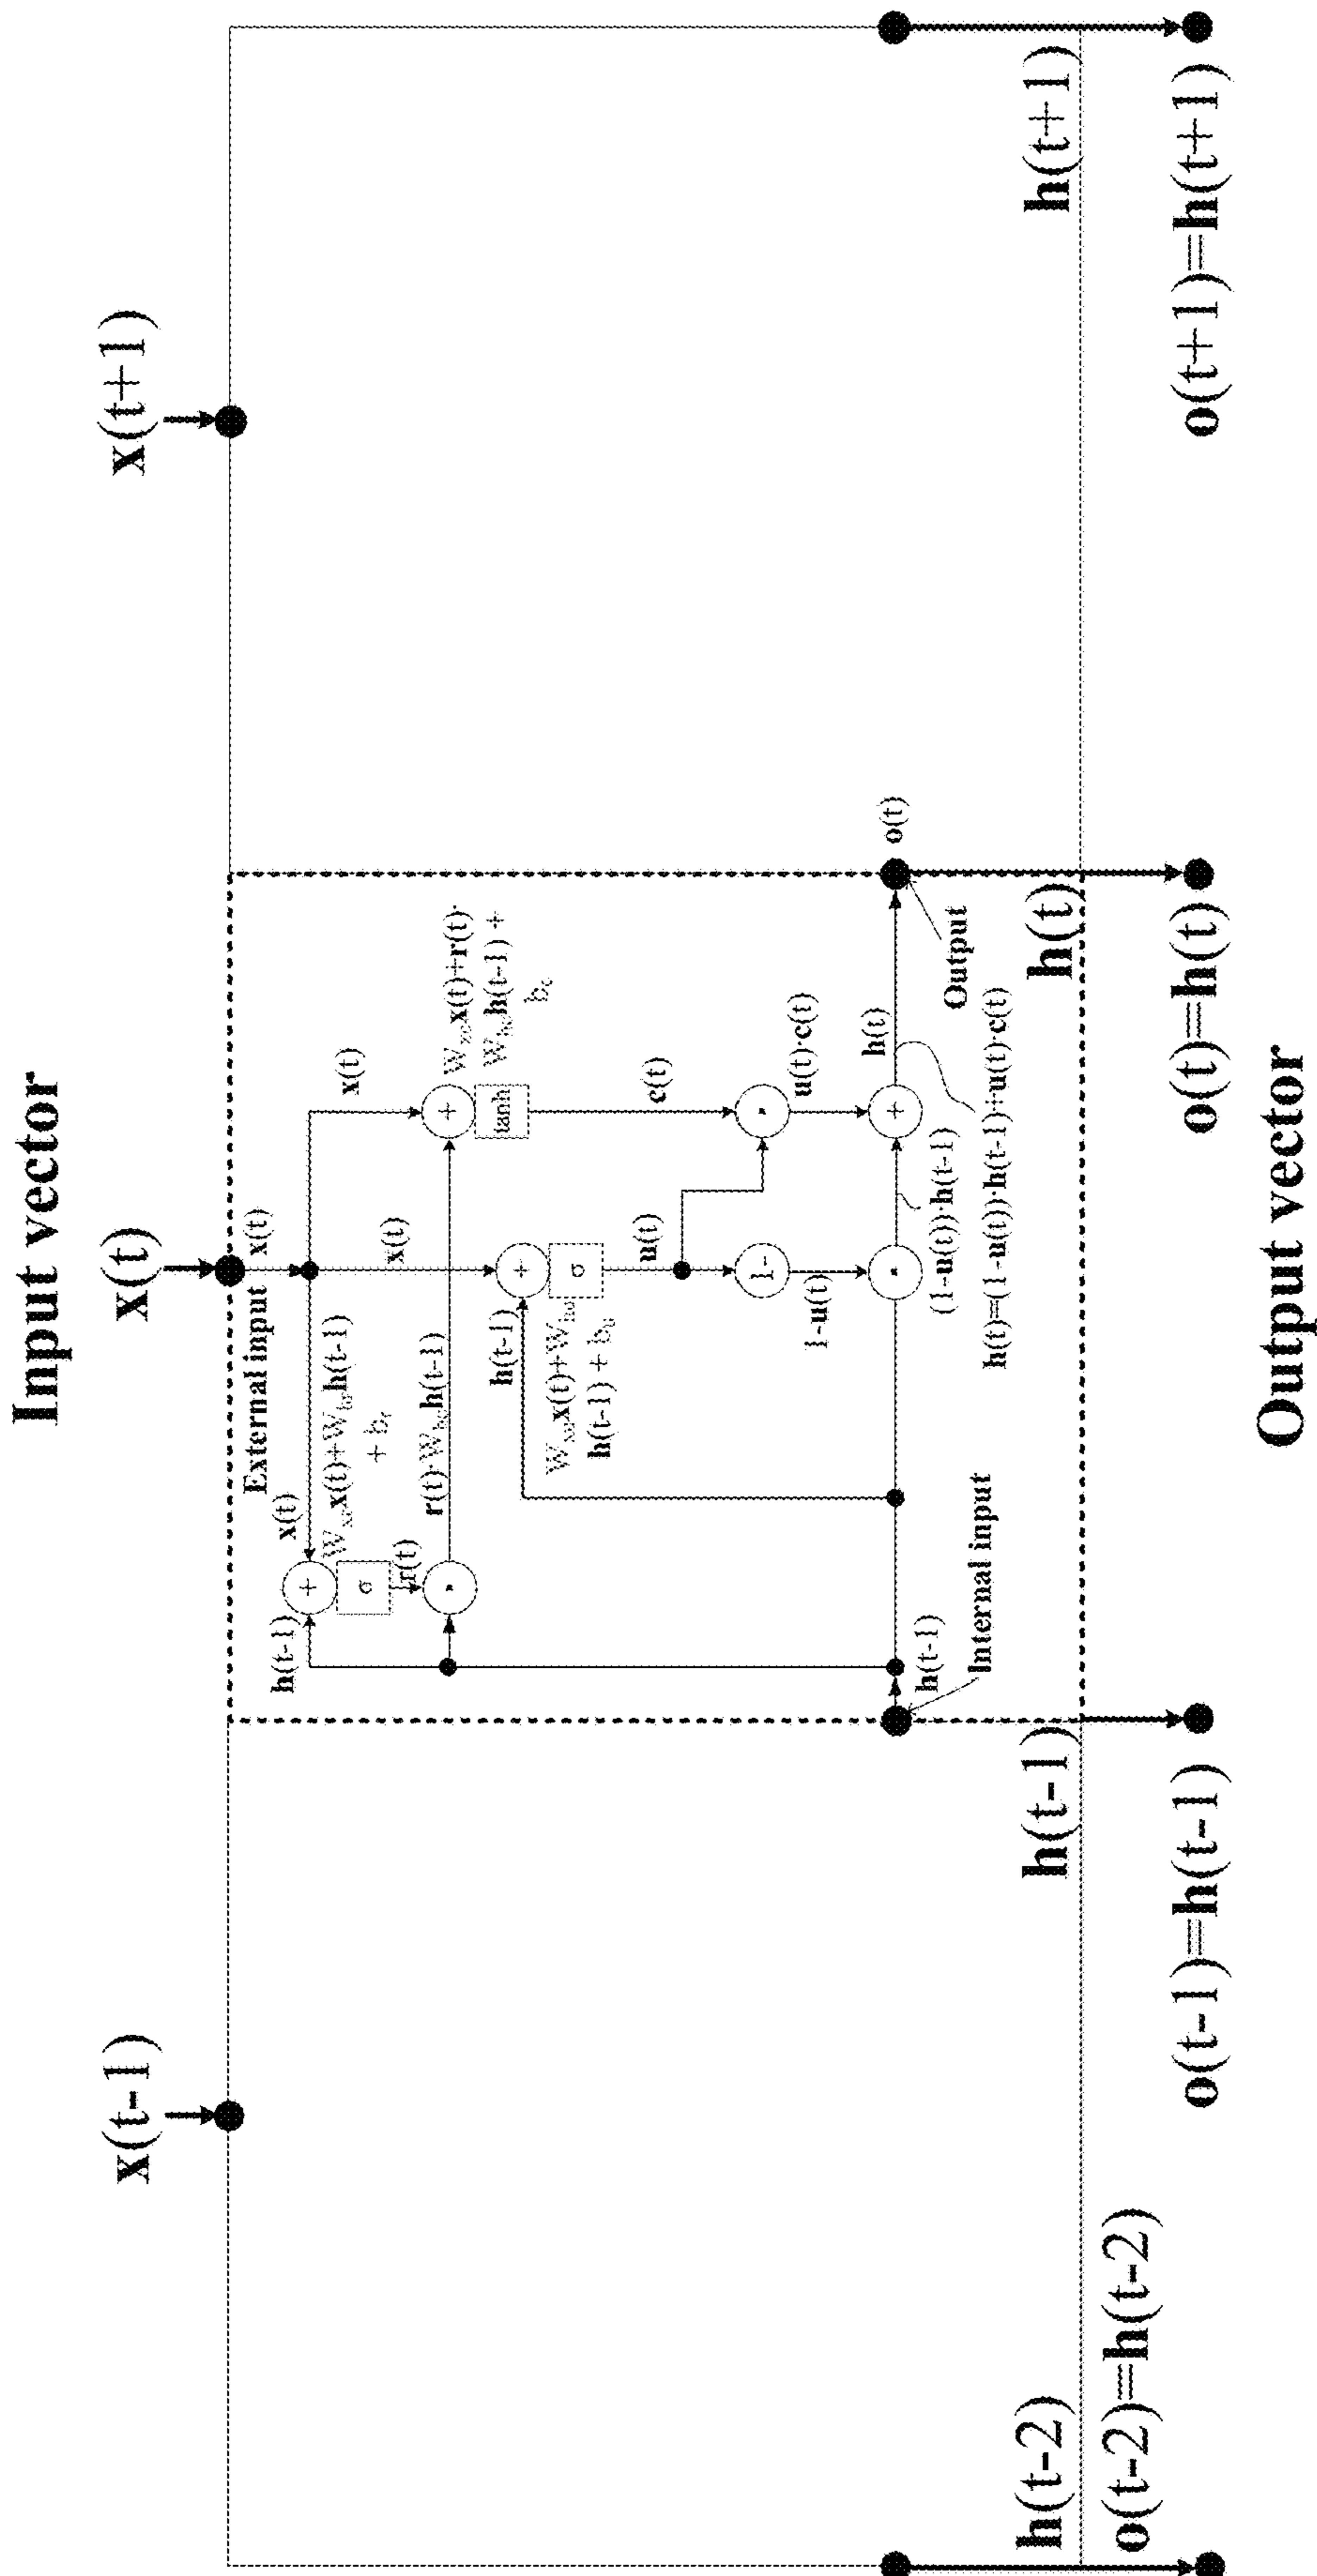 Input vector
x(t-1)
x(t)
x(t+1)
External input
x(t)
x(t)
x(t)
x(t)
h(t-1)
W_xr x(t)+W_hr h(t-1)
+ b_r
σ
r(t)
r(t)·W_hc h(t-1)
+
+
tanh
W_xc x(t)+r(t)·
W_hc h(t-1) +
b_c
h(t-1)
+
σ
W_xu x(t)+W_hu
h(t-1) + b_u
u(t)
c(t)
1-
1-u(t)
u(t)·c(t)
h(t-1)
Internal input
+
h(t)
o(t)
Output
(1-u(t))·h(t-1)
h(t)=(1-u(t))·h(t-1)+u(t)·c(t)
h(t-2)
h(t-1)
h(t)
h(t+1)
o(t-2)=h(t-2)
o(t-1)=h(t-1)
o(t)=h(t)
o(t+1)=h(t+1)
Output vector